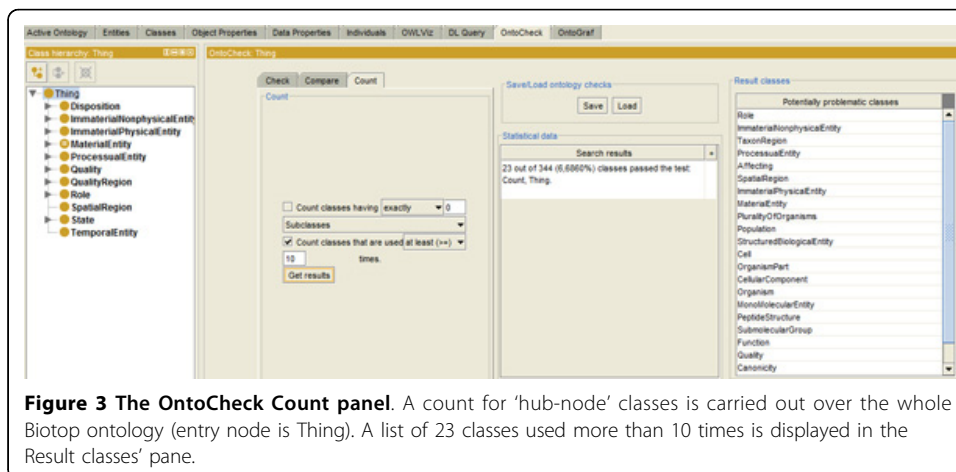 Active Ontology Entities Classes Object Properties Data Properties Individuals OWLViz DL Query OntoCheck OntoGraf
Class hierarchy: Thing
OntoCheck: Thing
Thing
Disposition
ImmaterialNonphysicalEntit
ImmaterialPhysicalEntity
MaterialEntity
ProcessualEntity
Quality
QualityRegion
Role
SpatialRegion
State
TemporalEntity
Check Compare Count
Count
Count classes having exactly 0
Subclasses
Count classes that are used at least (>=)
10 times.
Get results
Save/Load ontology checks
Save Load
Statistical data
Search results
23 out of 344 (6,6860%) classes passed the test:
Count, Thing.
Result classes
Potentially problematic classes
Role
ImmaterialNonphysicalEntity
TaxonRegion
ProcessualEntity
Affecting
SpatialRegion
ImmaterialPhysicalEntity
MaterialEntity
PluralityOfOrganisms
Population
StructuredBiologicalEntity
Cell
OrganismPart
CellularComponent
Organism
MonoMolecularEntity
PeptideStructure
SubmolecularGroup
Function
Quality
Canonicity
Figure 3 The OntoCheck Count panel. A count for ‘hub-node’ classes is carried out over the whole
Biotop ontology (entry node is Thing). A list of 23 classes used more than 10 times is displayed in the
Result classes’ pane.